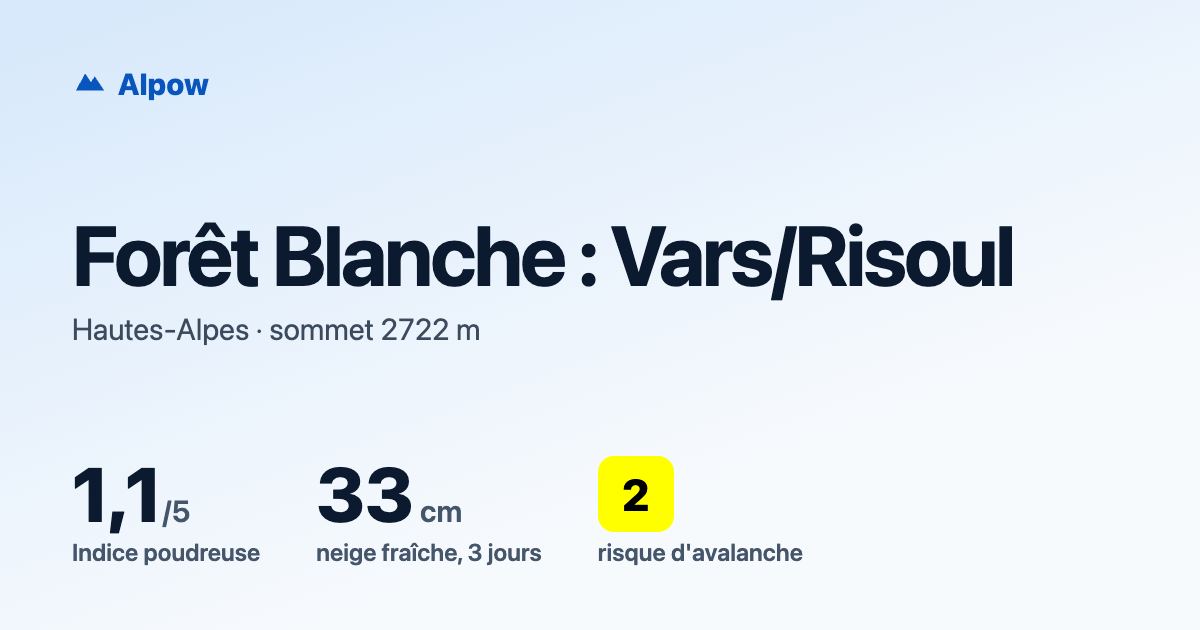 Alpow
Forêt Blanche : Vars/Risoul
Hautes-Alpes · sommet 2722 m
1,1/5
Indice poudreuse
33 cm
neige fraîche, 3 jours
2
risque d'avalanche